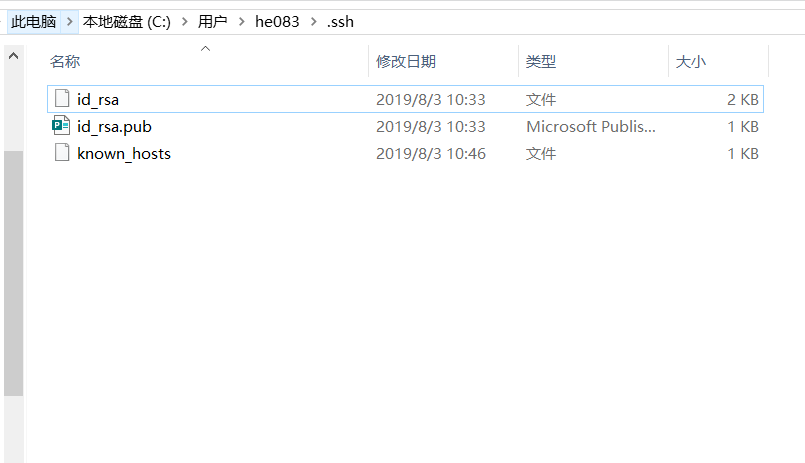 此电脑 > 本地磁盘 (C:) > 用户 > he083 > .ssh
名称 修改日期 类型 大小
id_rsa 2019/8/3 10:33 文件 2 KB
id_rsa.pub 2019/8/3 10:33 Microsoft Publis... 1 KB
known_hosts 2019/8/3 10:46 文件 1 KB